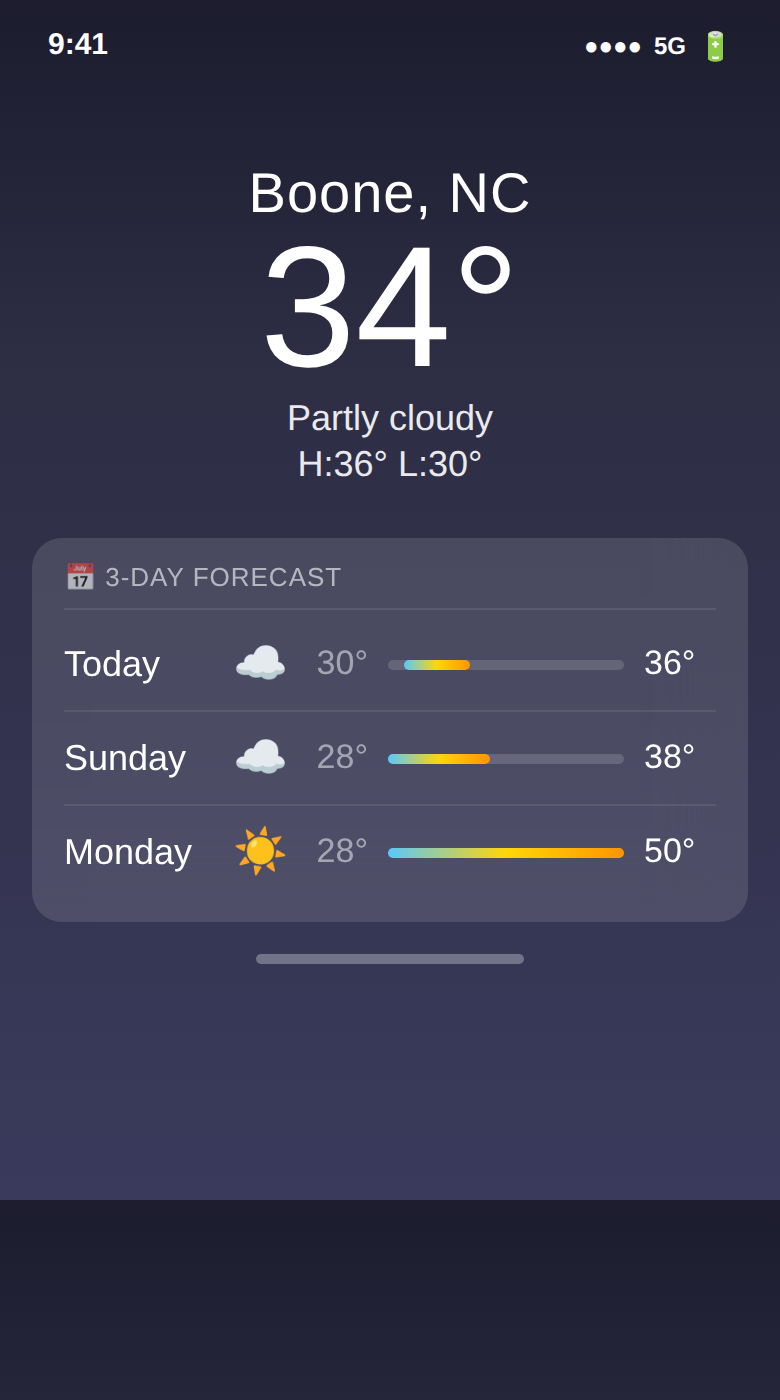 9:41 ●●●● 5G
Boone, NC
34°
Partly cloudy
H:36° L:30°
3-DAY FORECAST
Today 30° 36°
Sunday 28° 38°
Monday 28° 50°